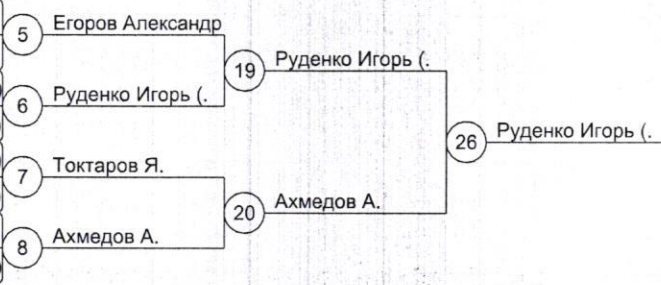 5 Егоров Александр
19 Руденко Игорь (.
6 Руденко Игорь (.
26 Руденко Игорь (.
7 Токтаров Я.
20 Ахмедов А.
8 Ахмедов А.